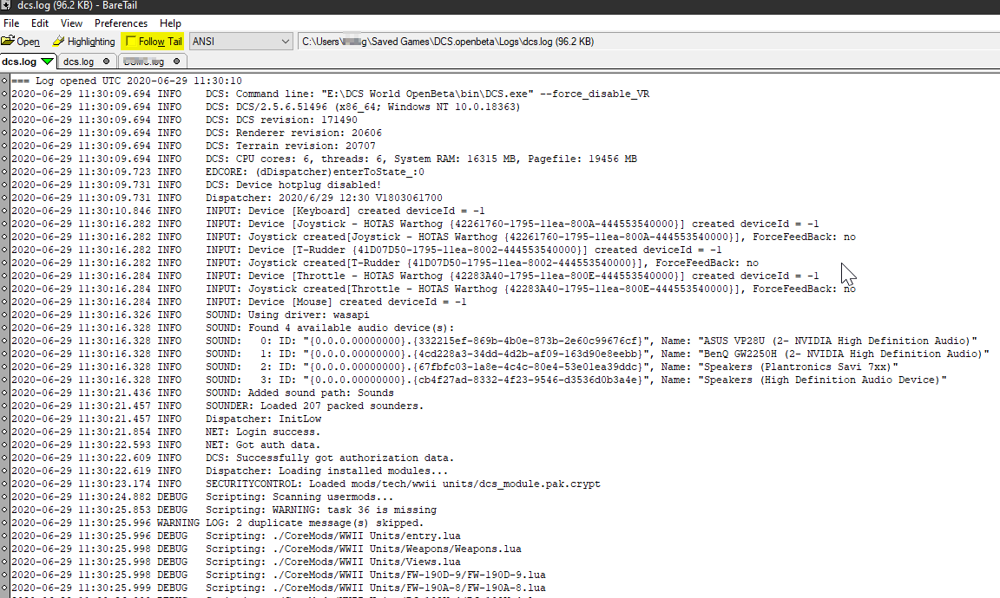 dcs.log (96.2 KB) - BareTail
File Edit View Preferences Help
Open Highlighting Follow Tail ANSI C:\Users\ g\Saved Games\DCS.openbeta\Logs\dcs.log (96.2 KB)
dcs.log dcs.log .log
=== Log opened UTC 2020-06-29 11:30:10
2020-06-29 11:30:09.694 INFO DCS: Command line: "E:\DCS World OpenBeta\bin\DCS.exe" --force_disable_VR
2020-06-29 11:30:09.694 INFO DCS: DCS/2.5.6.51496 (x86_64; Windows NT 10.0.18363)
2020-06-29 11:30:09.694 INFO DCS: DCS revision: 171490
2020-06-29 11:30:09.694 INFO DCS: Renderer revision: 20606
2020-06-29 11:30:09.694 INFO DCS: Terrain revision: 20707
2020-06-29 11:30:09.694 INFO DCS: CPU cores: 6, threads: 6, System RAM: 16315 MB, Pagefile: 19456 MB
2020-06-29 11:30:09.723 INFO EDCORE: (dDispatcher)enterToState_:0
2020-06-29 11:30:09.731 INFO DCS: Device hotplug disabled!
2020-06-29 11:30:09.731 INFO Dispatcher: 2020/6/29 12:30 V1803061700
2020-06-29 11:30:10.846 INFO INPUT: Device [Keyboard] created deviceId = -1
2020-06-29 11:30:16.282 INFO INPUT: Device [Joystick - HOTAS Warthog {42261760-1795-11ea-800A-444553540000}] created deviceId = -1
2020-06-29 11:30:16.282 INFO INPUT: Joystick created[Joystick - HOTAS Warthog {42261760-1795-11ea-800A-444553540000}], ForceFeedBack: no
2020-06-29 11:30:16.282 INFO INPUT: Device [T-Rudder {41D07D50-1795-11ea-8002-444553540000}] created deviceId = -1
2020-06-29 11:30:16.282 INFO INPUT: Joystick created[T-Rudder {41D07D50-1795-11ea-8002-444553540000}], ForceFeedBack: no
2020-06-29 11:30:16.284 INFO INPUT: Device [Throttle - HOTAS Warthog {42283A40-1795-11ea-800E-444553540000}] created deviceId = -1
2020-06-29 11:30:16.284 INFO INPUT: Joystick created[Throttle - HOTAS Warthog {42283A40-1795-11ea-800E-444553540000}], ForceFeedBack: no
2020-06-29 11:30:16.284 INFO INPUT: Device [Mouse] created deviceId = -1
2020-06-29 11:30:16.326 INFO SOUND: Using driver: wasapi
2020-06-29 11:30:16.328 INFO SOUND: Found 4 available audio device(s):
2020-06-29 11:30:16.328 INFO SOUND: 0: ID: "{0.0.0.00000000}.{332215ef-869b-4b0e-873b-2e60c99676cf}", Name: "ASUS VP28U (2- NVIDIA High Definition Audio)"
2020-06-29 11:30:16.328 INFO SOUND: 1: ID: "{0.0.0.00000000}.{4cd228a3-34dd-4d2b-af09-163d90e8eebb}", Name: "BenQ GW2250H (2- NVIDIA High Definition Audio)"
2020-06-29 11:30:16.328 INFO SOUND: 2: ID: "{0.0.0.00000000}.{67fbfc03-1a8e-4c4c-80e4-53e01ea39ddc}", Name: "Speakers (Plantronics Savi 7xx)"
2020-06-29 11:30:16.328 INFO SOUND: 3: ID: "{0.0.0.00000000}.{cb4f27ad-8332-4f23-9546-d3536d0b3a4e}", Name: "Speakers (High Definition Audio Device)"
2020-06-29 11:30:21.436 INFO SOUND: Added sound path: Sounds
2020-06-29 11:30:21.457 INFO SOUNDER: Loaded 207 packed sounders.
2020-06-29 11:30:21.457 INFO Dispatcher: InitLow
2020-06-29 11:30:21.854 INFO NET: Login success.
2020-06-29 11:30:22.593 INFO NET: Got auth data.
2020-06-29 11:30:22.609 INFO DCS: Successfully got authorization data.
2020-06-29 11:30:22.619 INFO Dispatcher: Loading installed modules...
2020-06-29 11:30:23.174 INFO SECURITYCONTROL: Loaded mods/tech/wwii units/dcs_module.pak.crypt
2020-06-29 11:30:24.882 DEBUG Scripting: Scanning usermods...
2020-06-29 11:30:25.853 DEBUG Scripting: WARNING: task 36 is missing
2020-06-29 11:30:25.996 WARNING LOG: 2 duplicate message(s) skipped.
2020-06-29 11:30:25.996 DEBUG Scripting: ./CoreMods/WWII Units/entry.lua
2020-06-29 11:30:25.998 DEBUG Scripting: ./CoreMods/WWII Units/Weapons/Weapons.lua
2020-06-29 11:30:25.998 DEBUG Scripting: ./CoreMods/WWII Units/Views.lua
2020-06-29 11:30:25.998 DEBUG Scripting: ./CoreMods/WWII Units/FW-190D-9/FW-190D-9.lua
2020-06-29 11:30:25.999 DEBUG Scripting: ./CoreMods/WWII Units/FW-190A-8/FW-190A-8.lua